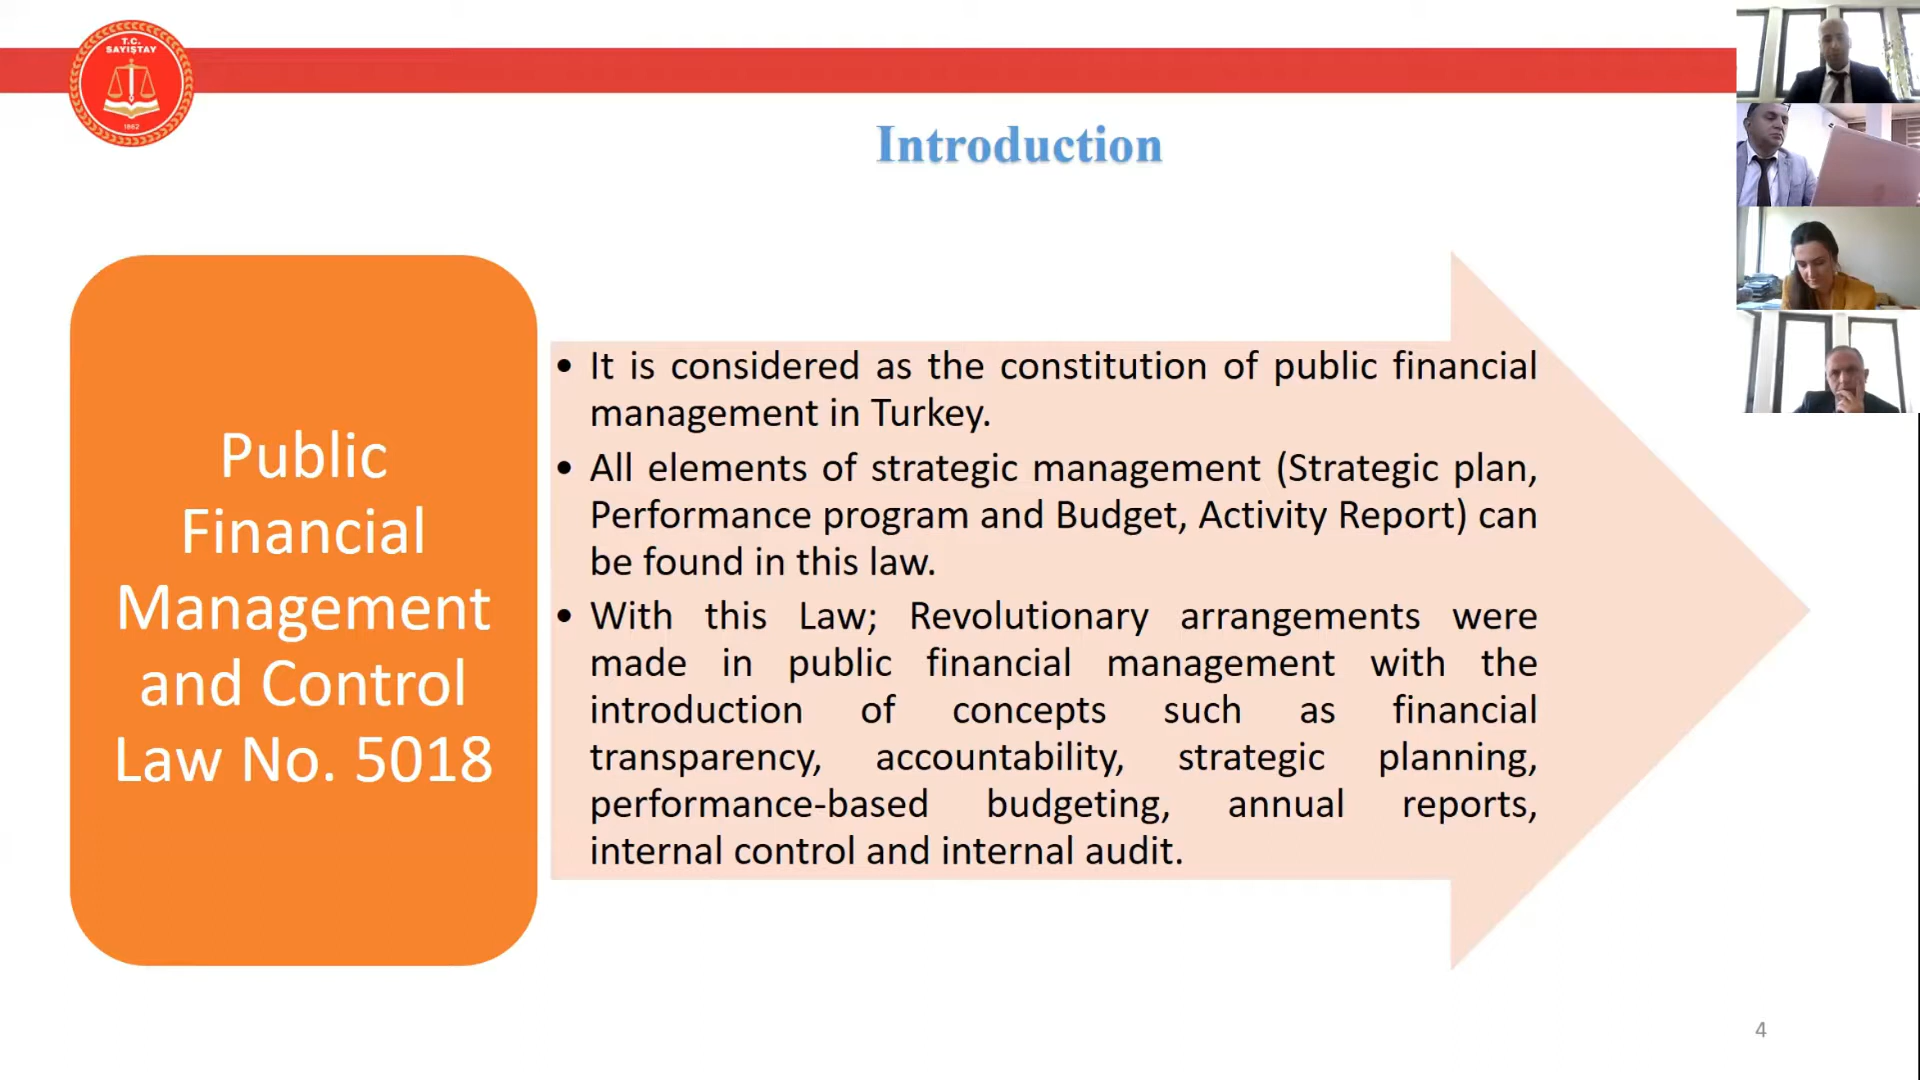 T.C.
SAYIŞTAY
1862
Introduction
Public
Financial
Management
and Control
Law No. 5018
• It is considered as the constitution of public financial
management in Turkey.
• All elements of strategic management (Strategic plan,
Performance program and Budget, Activity Report) can
be found in this law.
• With this Law; Revolutionary arrangements were
made in public financial management with the
introduction of concepts such as financial
transparency, accountability, strategic planning,
performance-based budgeting, annual reports,
internal control and internal audit.
4